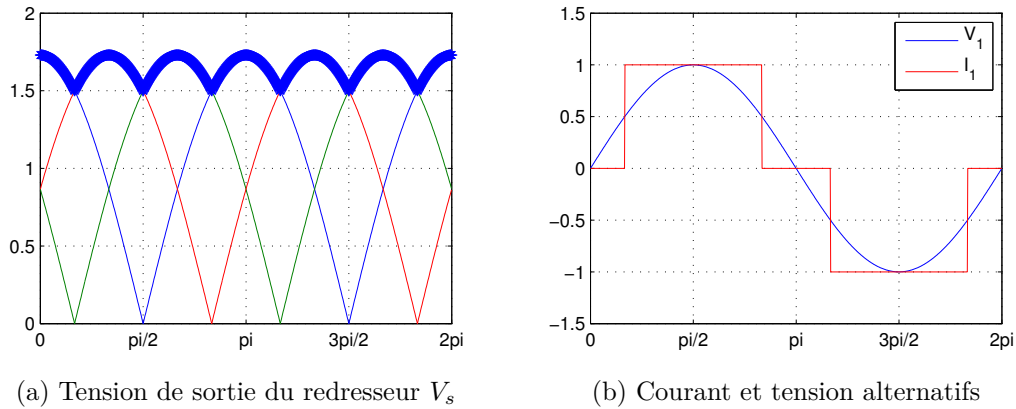 2
1.5
1
0.5
0
0
pi/2
pi
3pi/2
2pi
(a) Tension de sortie du redresseur V_s
1.5
1
0.5
0
−0.5
−1
−1.5
0
pi/2
pi
3pi/2
2pi
V_1
I_1
(b) Courant et tension alternatifs